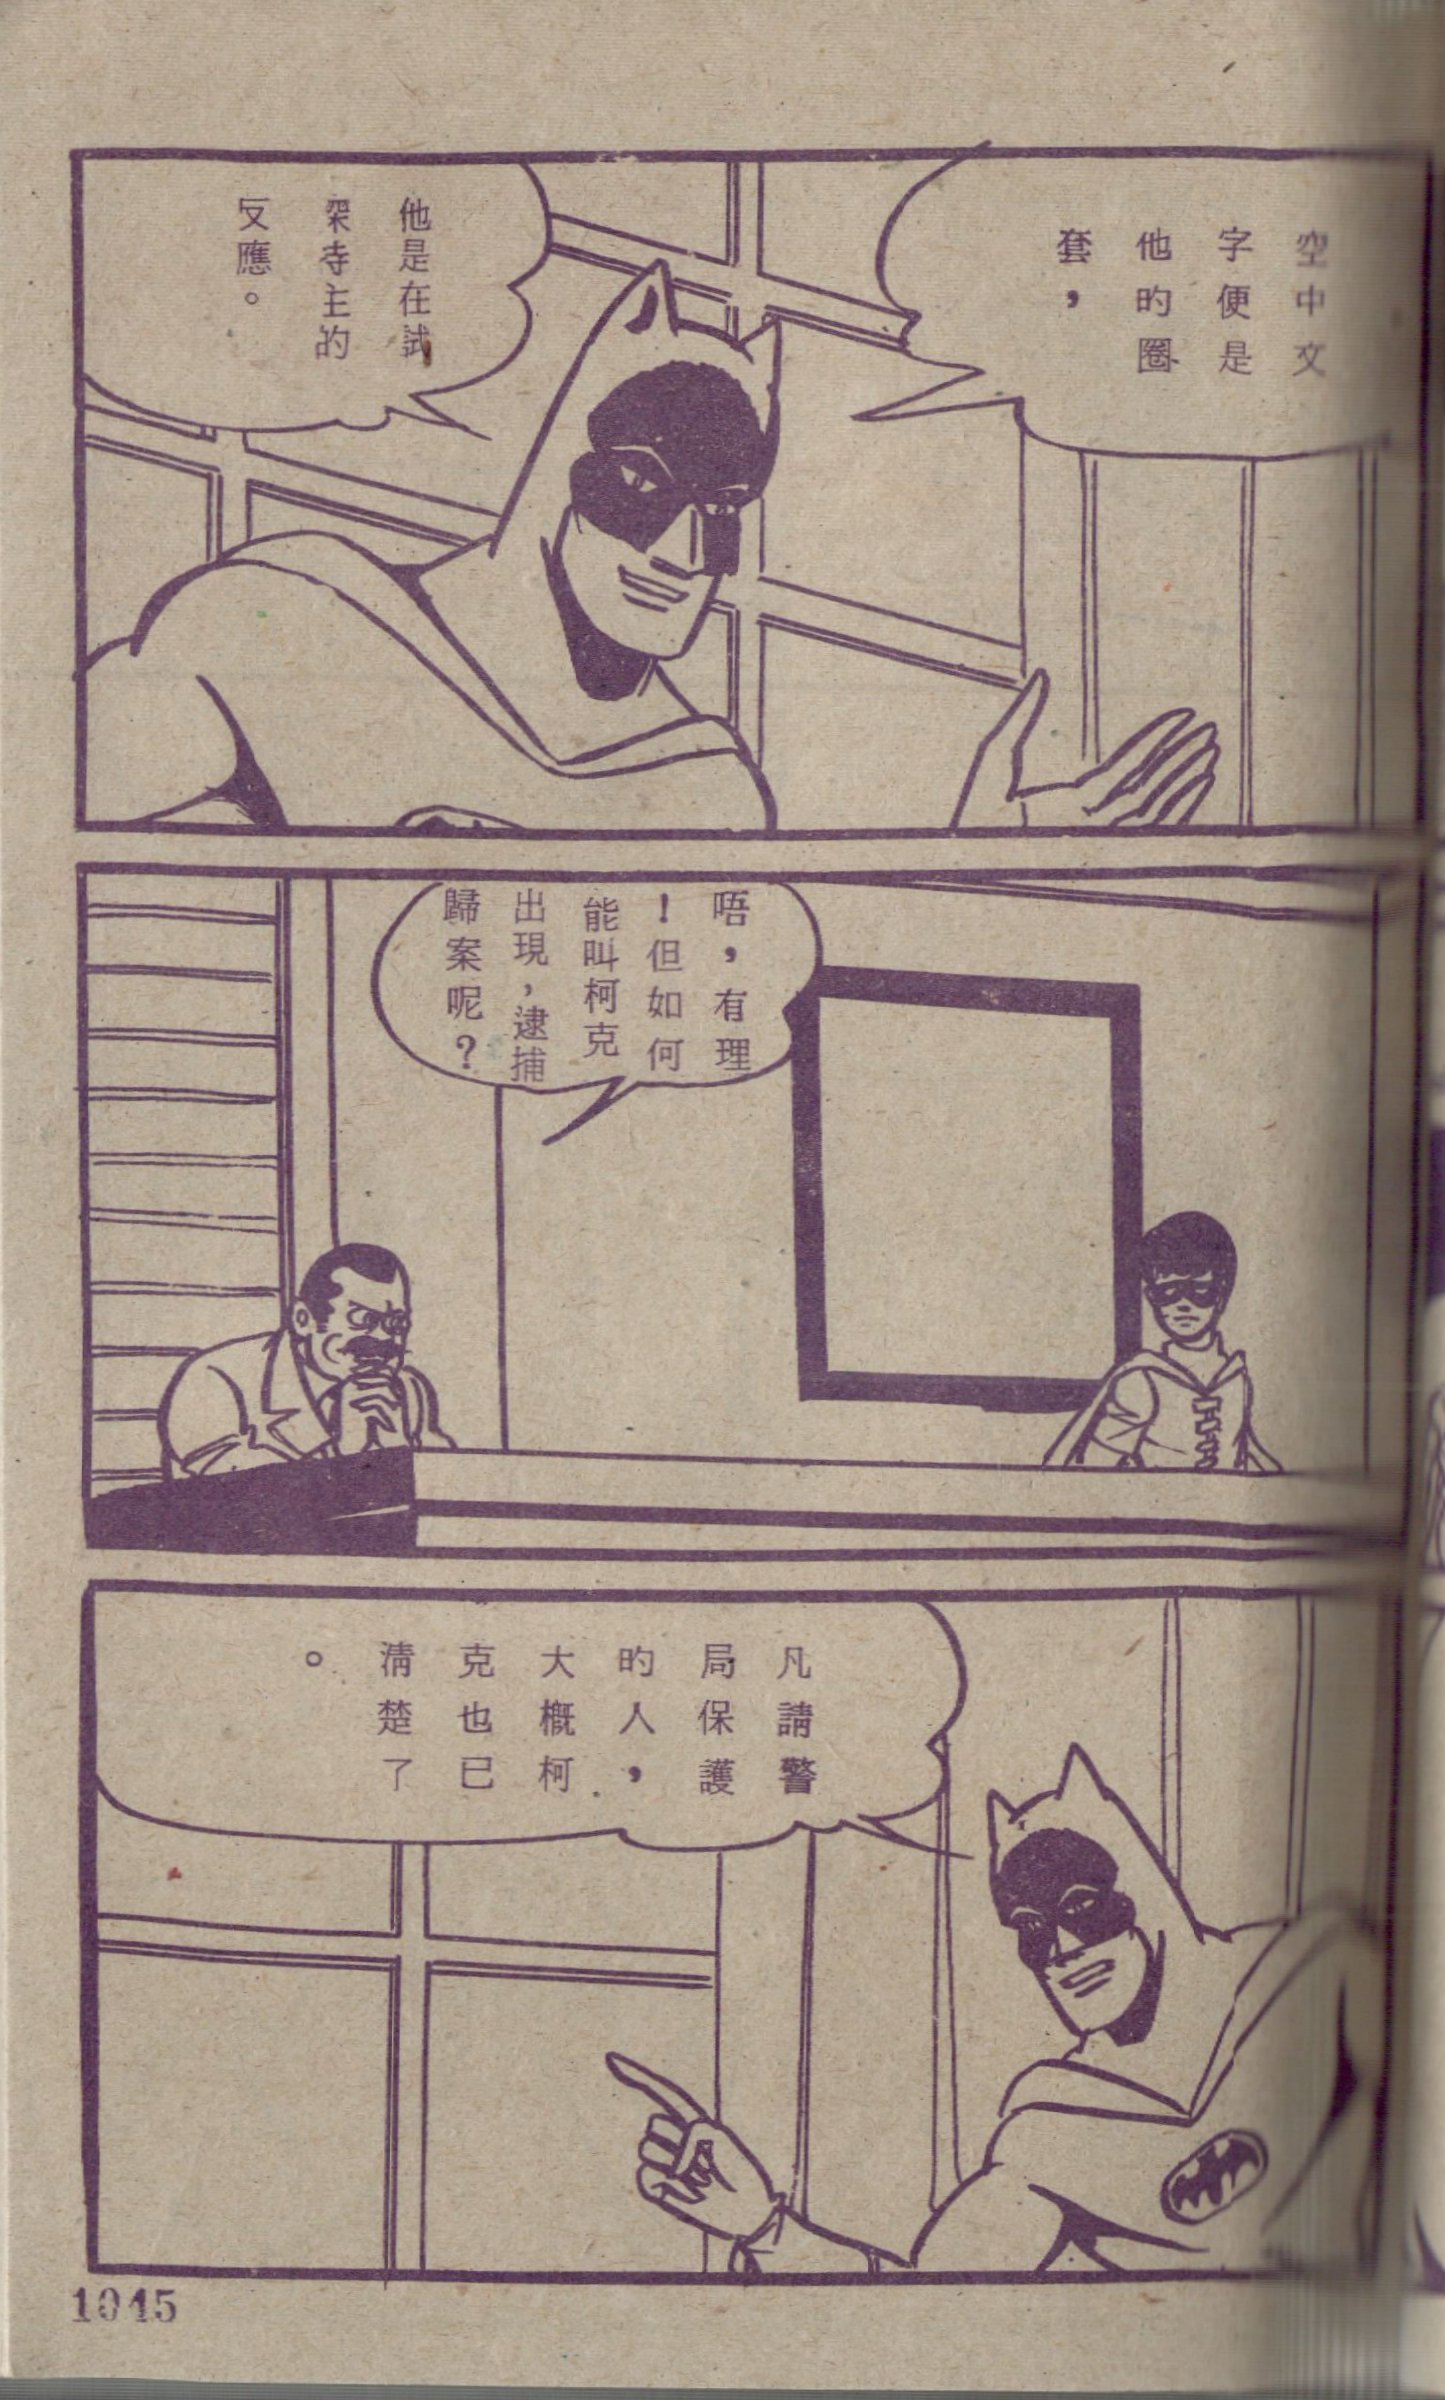 空中文
字便是
他的圈
套，
他是在試
架寺主的
反應。
唔，有理
！但如何
能叫柯克
出現，逮捕
歸案呢？
凡請警
局保護
的人，
大概柯
克也已
清楚了
。
1045